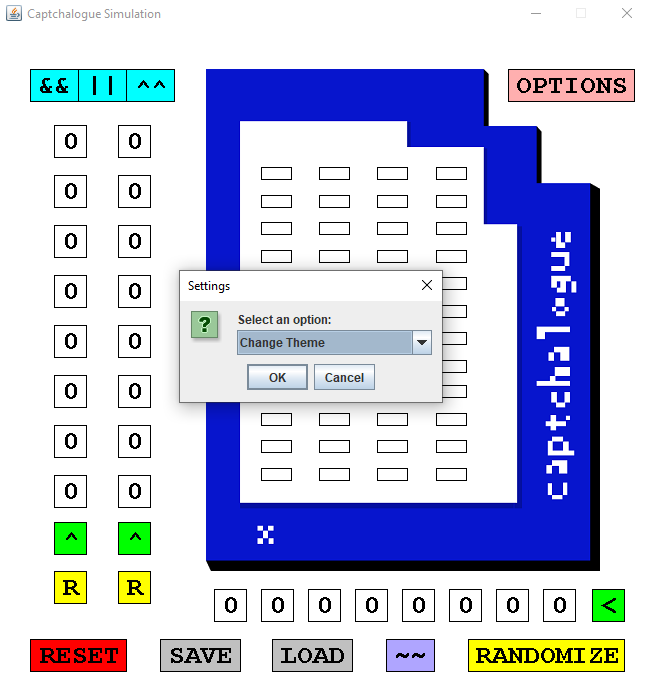 Captchalogue Simulation
&& || ^^
OPTIONS
0 0
0 0
0 0
0 0
0 0
0 0
0 0
0 0
^ ^
R R
captchalogue
Settings
?
Select an option:
Change Theme
OK Cancel
X
0 0 0 0 0 0 0 0 <
RESET SAVE LOAD ~~ RANDOMIZE